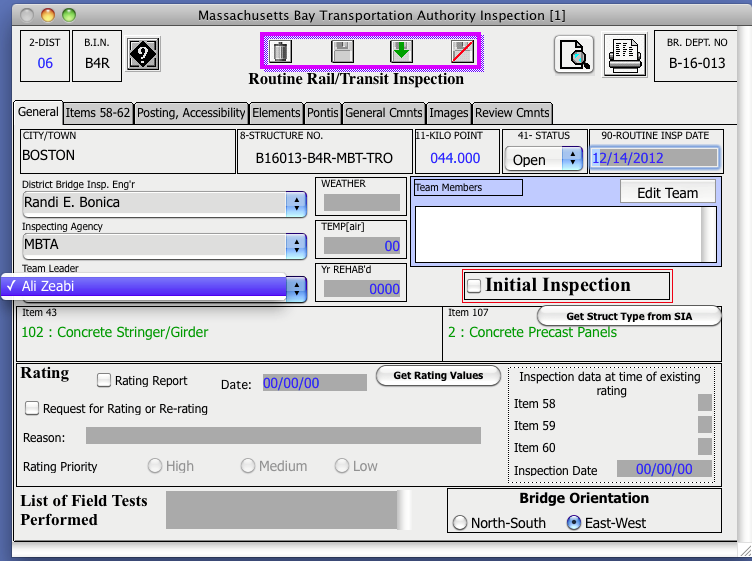 Massachusetts Bay Transportation Authority Inspection [1]
2-DIST
06
B.I.N.
B4R
BR. DEPT. NO
B-16-013
Routine Rail/Transit Inspection
General
Items 58-62
Posting, Accessibility
Elements
Pontis
General Cmnts
Images
Review Cmnts
CITY/TOWN
BOSTON
8-STRUCTURE NO.
B16013-B4R-MBT-TRO
11-KILO POINT
044.000
41- STATUS
Open
90-ROUTINE INSP DATE
12/14/2012
District Bridge Insp. Eng'r
Randi E. Bonica
WEATHER
Team Members
Edit Team
Inspecting Agency
MBTA
TEMP[air]
00
Team Leader
✓ Ali Zeabi
Yr REHAB'd
0000
Initial Inspection
Item 43
102 : Concrete Stringer/Girder
Item 107
Get Struct Type from SIA
2 : Concrete Precast Panels
Rating
Rating Report
Date:
00/00/00
Get Rating Values
Request for Rating or Re-rating
Reason:
Rating Priority
High
Medium
Low
Inspection data at time of existing
rating
Item 58
Item 59
Item 60
Inspection Date
00/00/00
List of Field Tests
Performed
Bridge Orientation
North-South
East-West